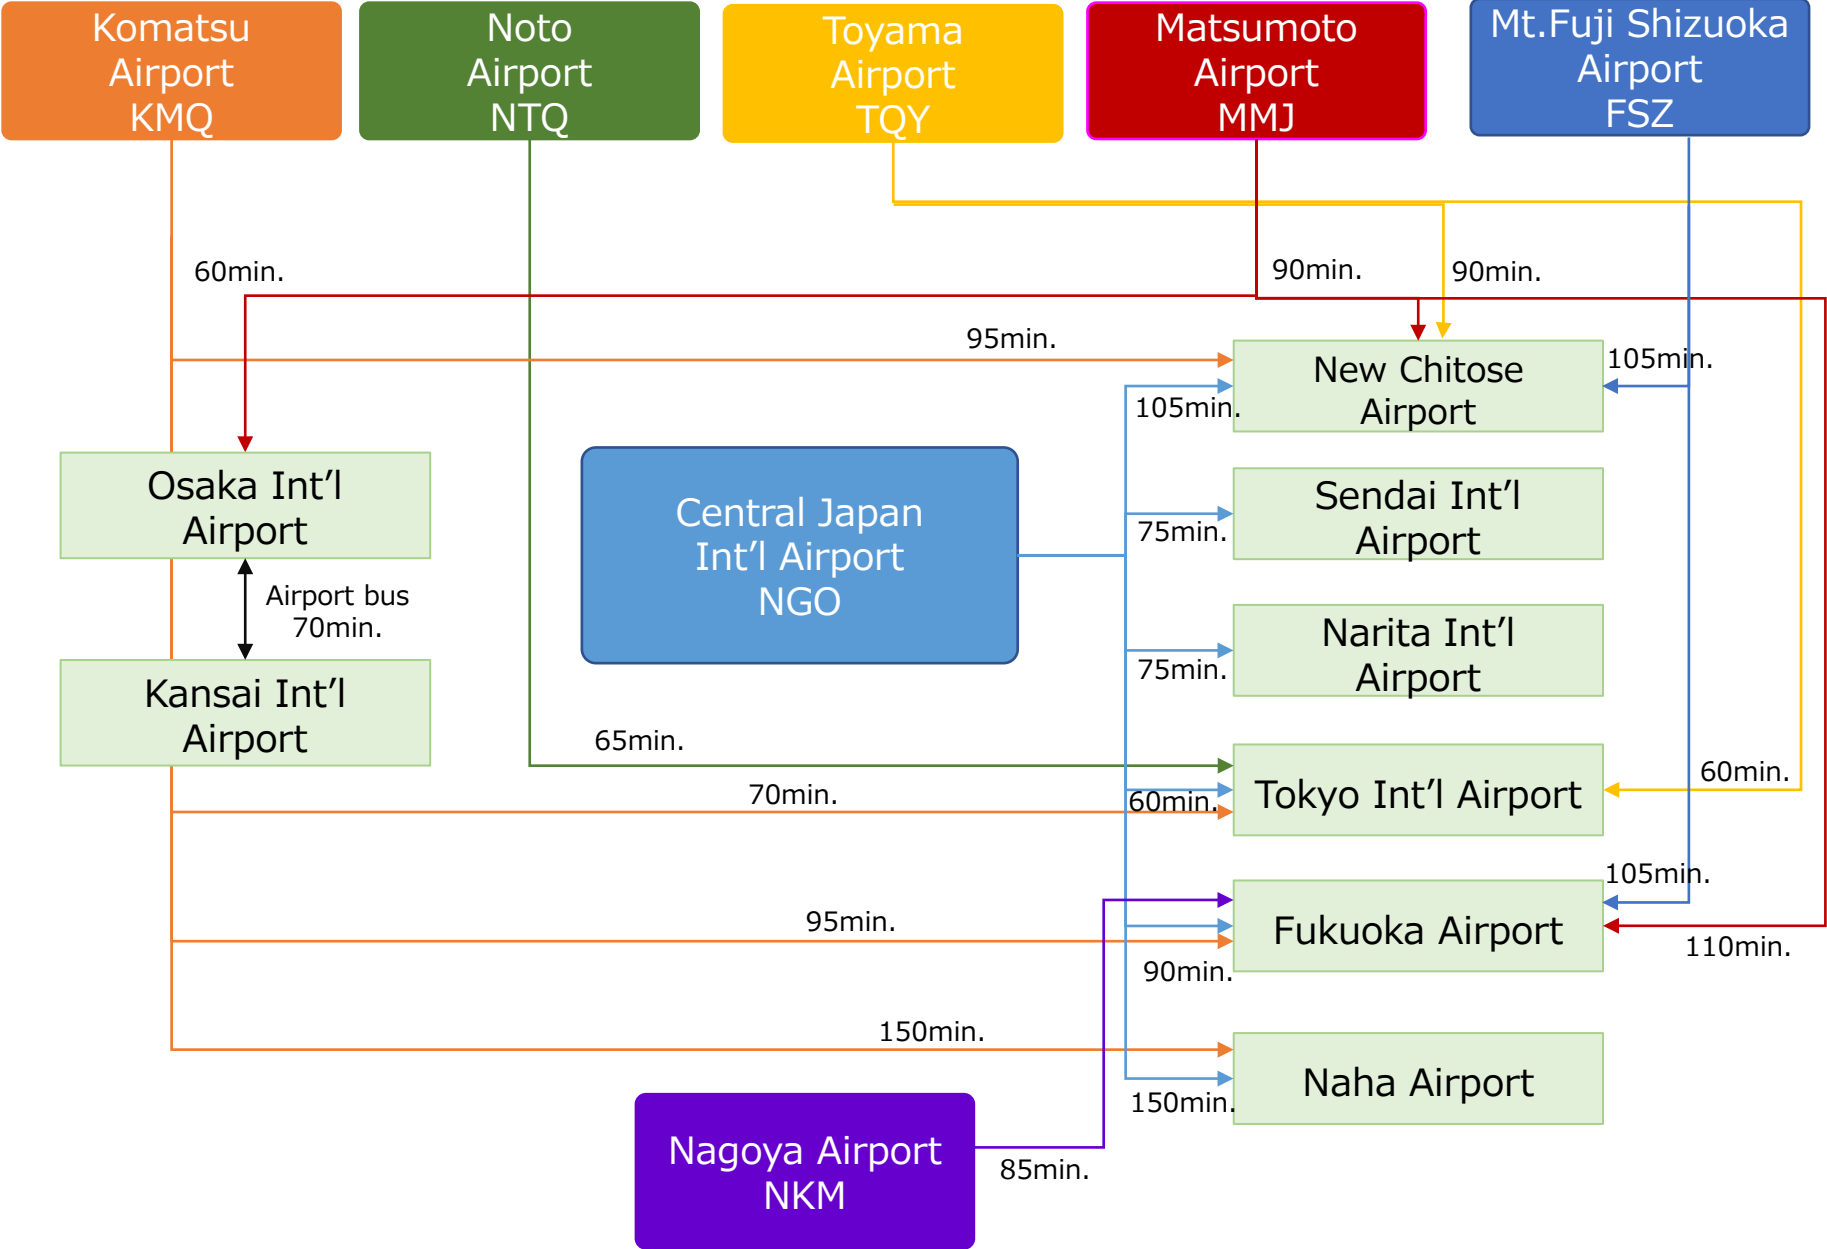 Komatsu
Airport
KMQ
Noto
Airport
NTQ
Toyama
Airport
TQY
Matsumoto
Airport
MMJ
Mt.Fuji Shizuoka
Airport
FSZ
60min.
90min.
90min.
95min.
New Chitose
Airport
105min.
105min.
Osaka Int’l
Airport
Central Japan
Int’l Airport
NGO
Sendai Int’l
Airport
75min.
Airport bus
70min.
Narita Int’l
Airport
75min.
Kansai Int’l
Airport
65min.
70min.
60min.
Tokyo Int’l Airport
60min.
105min.
95min.
Fukuoka Airport
110min.
90min.
150min.
Naha Airport
150min.
Nagoya Airport
NKM
85min.